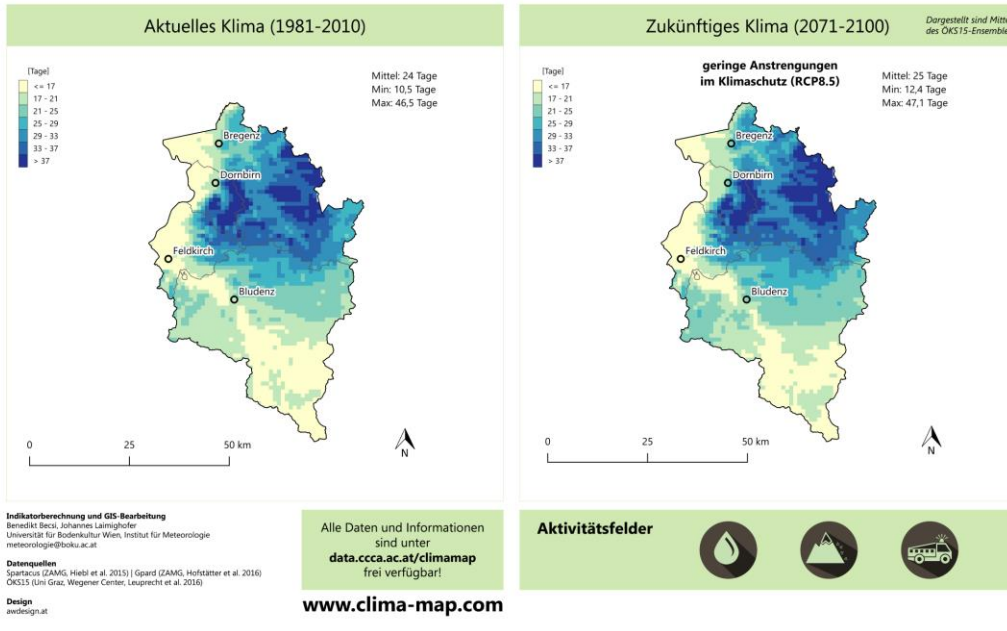 Aktuelles Klima (1981-2010)
[Tage]
<= 17
17 - 21
21 - 25
25 - 29
29 - 33
33 - 37
> 37
Mittel: 24 Tage
Min: 10,5 Tage
Max: 46,5 Tage
Bregenz
Dornbirn
Feldkirch
Bludenz
0 25 50 km
N
Zukünftiges Klima (2071-2100)
Dargestellt sind Mitte
des ÖKS15-Ensemble
geringe Anstrengungen
im Klimaschutz (RCP8.5)
[Tage]
<= 17
17 - 21
21 - 25
25 - 29
29 - 33
33 - 37
> 37
Mittel: 25 Tage
Min: 12,4 Tage
Max: 47,1 Tage
Bregenz
Dornbirn
Feldkirch
Bludenz
0 25 50 km
N
Indikatorberechnung und GIS-Bearbeitung
Benedikt Becsi, Johannes Laimighofer
Universität für Bodenkultur Wien, Institut für Meteorologie
meteorologie@boku.ac.at
Datenquellen
Spartacus (ZAMG, Hiebl et al. 2015) | Gpard (ZAMG, Hofstätter et al. 2016)
ÖKS15 (Uni Graz, Wegener Center, Leuprecht et al. 2016)
Design
awdesign.at
Alle Daten und Informationen
sind unter
data.ccca.ac.at/climamap
frei verfügbar!
www.clima-map.com
Aktivitätsfelder